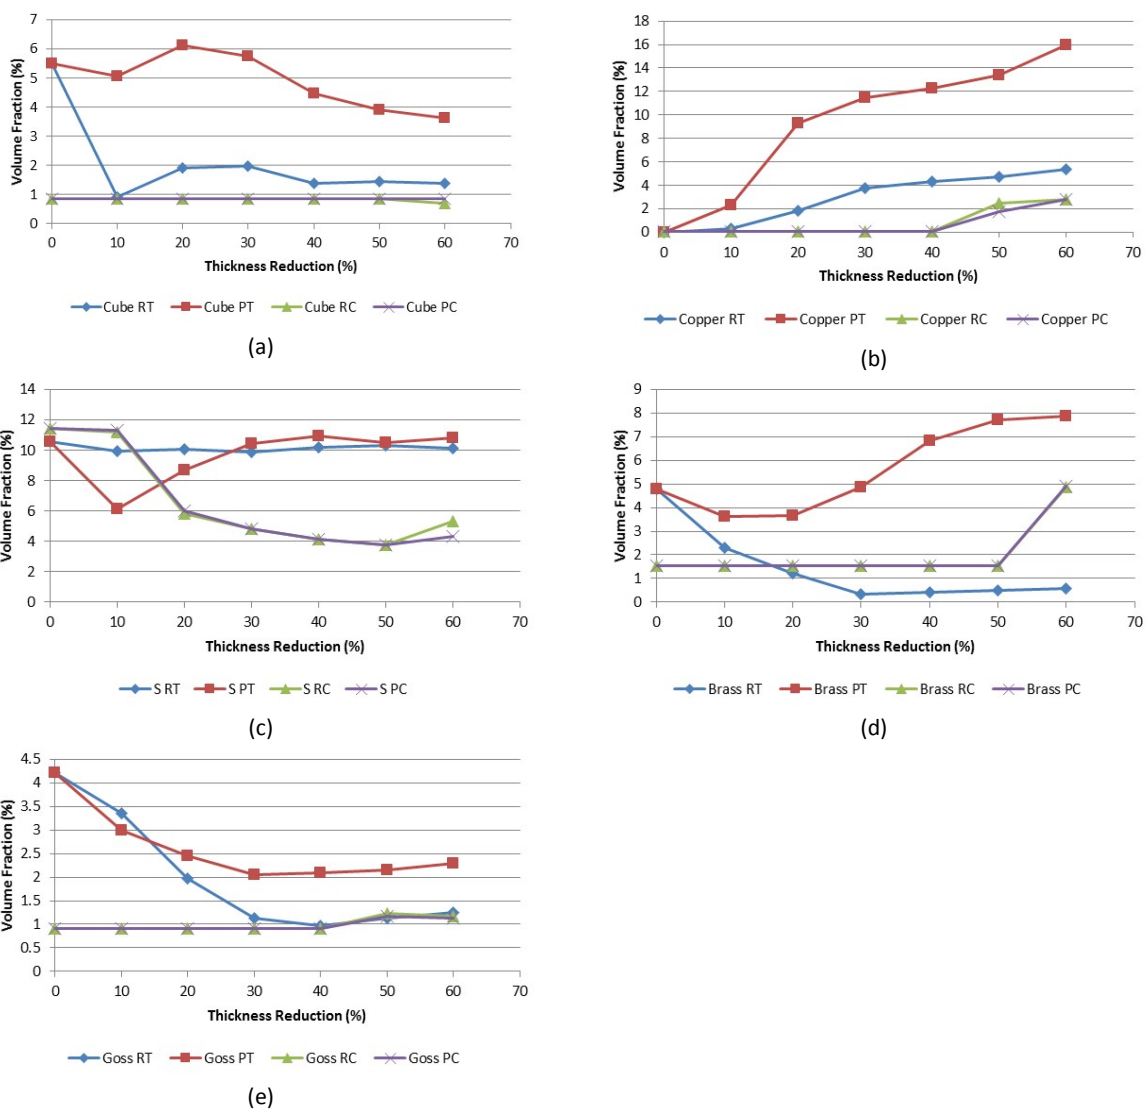 7
6
5
4
3
2
1
0
Volume Fraction (%)
0 10 20 30 40 50 60 70
Thickness Reduction (%)
Cube RT Cube PT Cube RC Cube PC
(a)
18
16
14
12
10
8
6
4
2
0
Volume Fraction (%)
0 10 20 30 40 50 60 70
Thickness Reduction (%)
Copper RT Copper PT Copper RC Copper PC
(b)
14
12
10
8
6
4
2
0
Volume Fraction (%)
0 10 20 30 40 50 60 70
Thickness Reduction (%)
S RT S PT S RC S PC
(c)
9
8
7
6
5
4
3
2
1
0
Volume Fraction (%)
0 10 20 30 40 50 60 70
Thickness Reduction (%)
Brass RT Brass PT Brass RC Brass PC
(d)
4.5
4
3.5
3
2.5
2
1.5
1
0.5
0
Volume Fraction (%)
0 10 20 30 40 50 60 70
Thickness Reduction (%)
Goss RT Goss PT Goss RC Goss PC
(e)